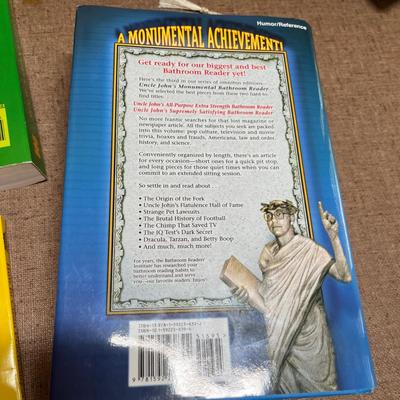 Humor/Reference
A MONUMENTAL ACHIEVEMENT!
Get ready for our biggest and best
Bathroom Reader yet!
Here's the third in our series of omnibus editions—
Uncle John's Monumental Bathroom Reader
We've selected the best pieces from these two hard-to-
find titles:
Uncle John's All-Purpose Extra Strength Bathroom Reader
Uncle John's Supremely Satisfying Bathroom Reader
No more frantic searches for that lost magazine or
newspaper article. All the subjects you seek are packed
into this volume: pop culture, television and movie
trivia, hoaxes and frauds, Americana, law and order,
history, and science.
Conveniently organized by length, there's an article
for every occasion—short ones for a quick pit stop,
and long pieces for those quiet times when you can
commit to an extended sitting session.
So settle in and read about...
• The Origin of the Fork
• Uncle John's Flatulence Hall of Fame
• Strange Pet Lawsuits
• The Brutal History of Football
• The Chimp That Saved TV
• The IQ Test's Dark Secret
• Dracula, Tarzan, and Betty Boop
• And much, much more!
For years, the Bathroom Readers'
Institute has researched your
bathroom reading habits to
better understand and serve
you—our favorite readers. Enjoy!